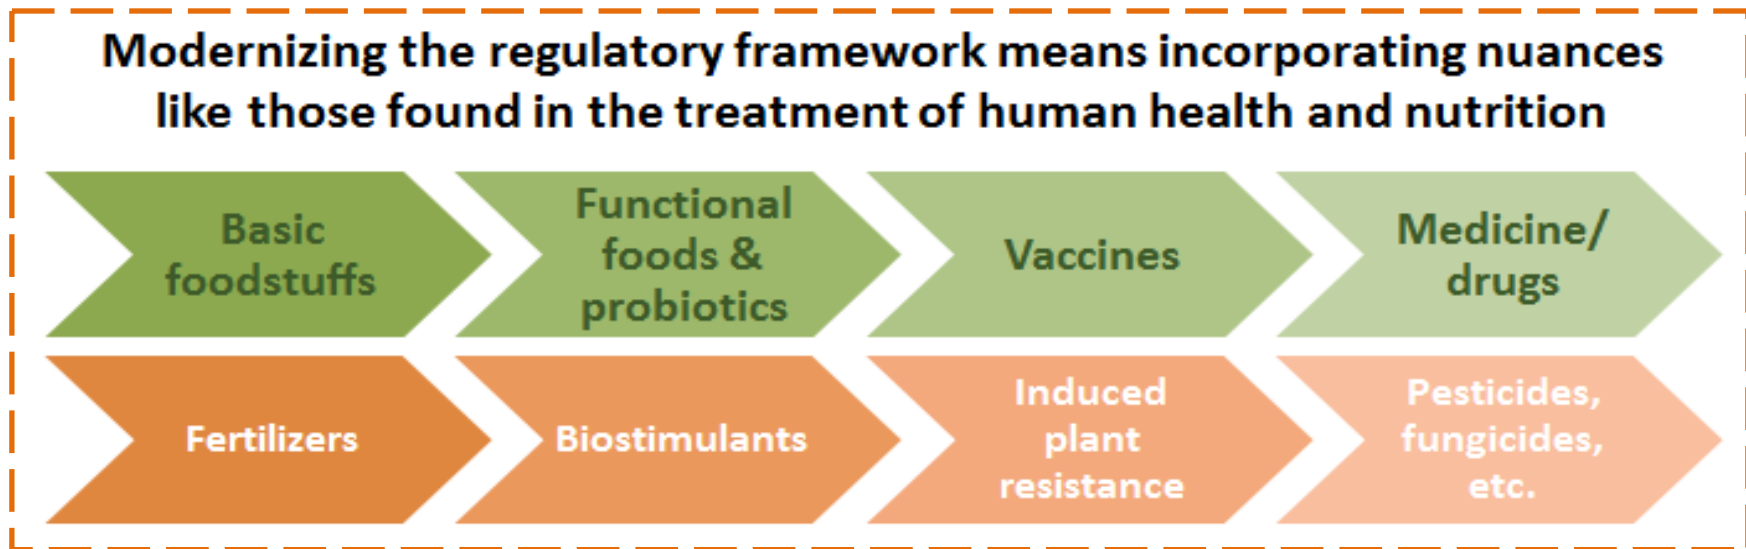 Modernizing the regulatory framework means incorporating nuances
like those found in the treatment of human health and nutrition
Basic
foodstuffs
Functional
foods &
probiotics
Vaccines
Medicine/
drugs
Fertilizers
Biostimulants
Induced
plant
resistance
Pesticides,
fungicides,
etc.